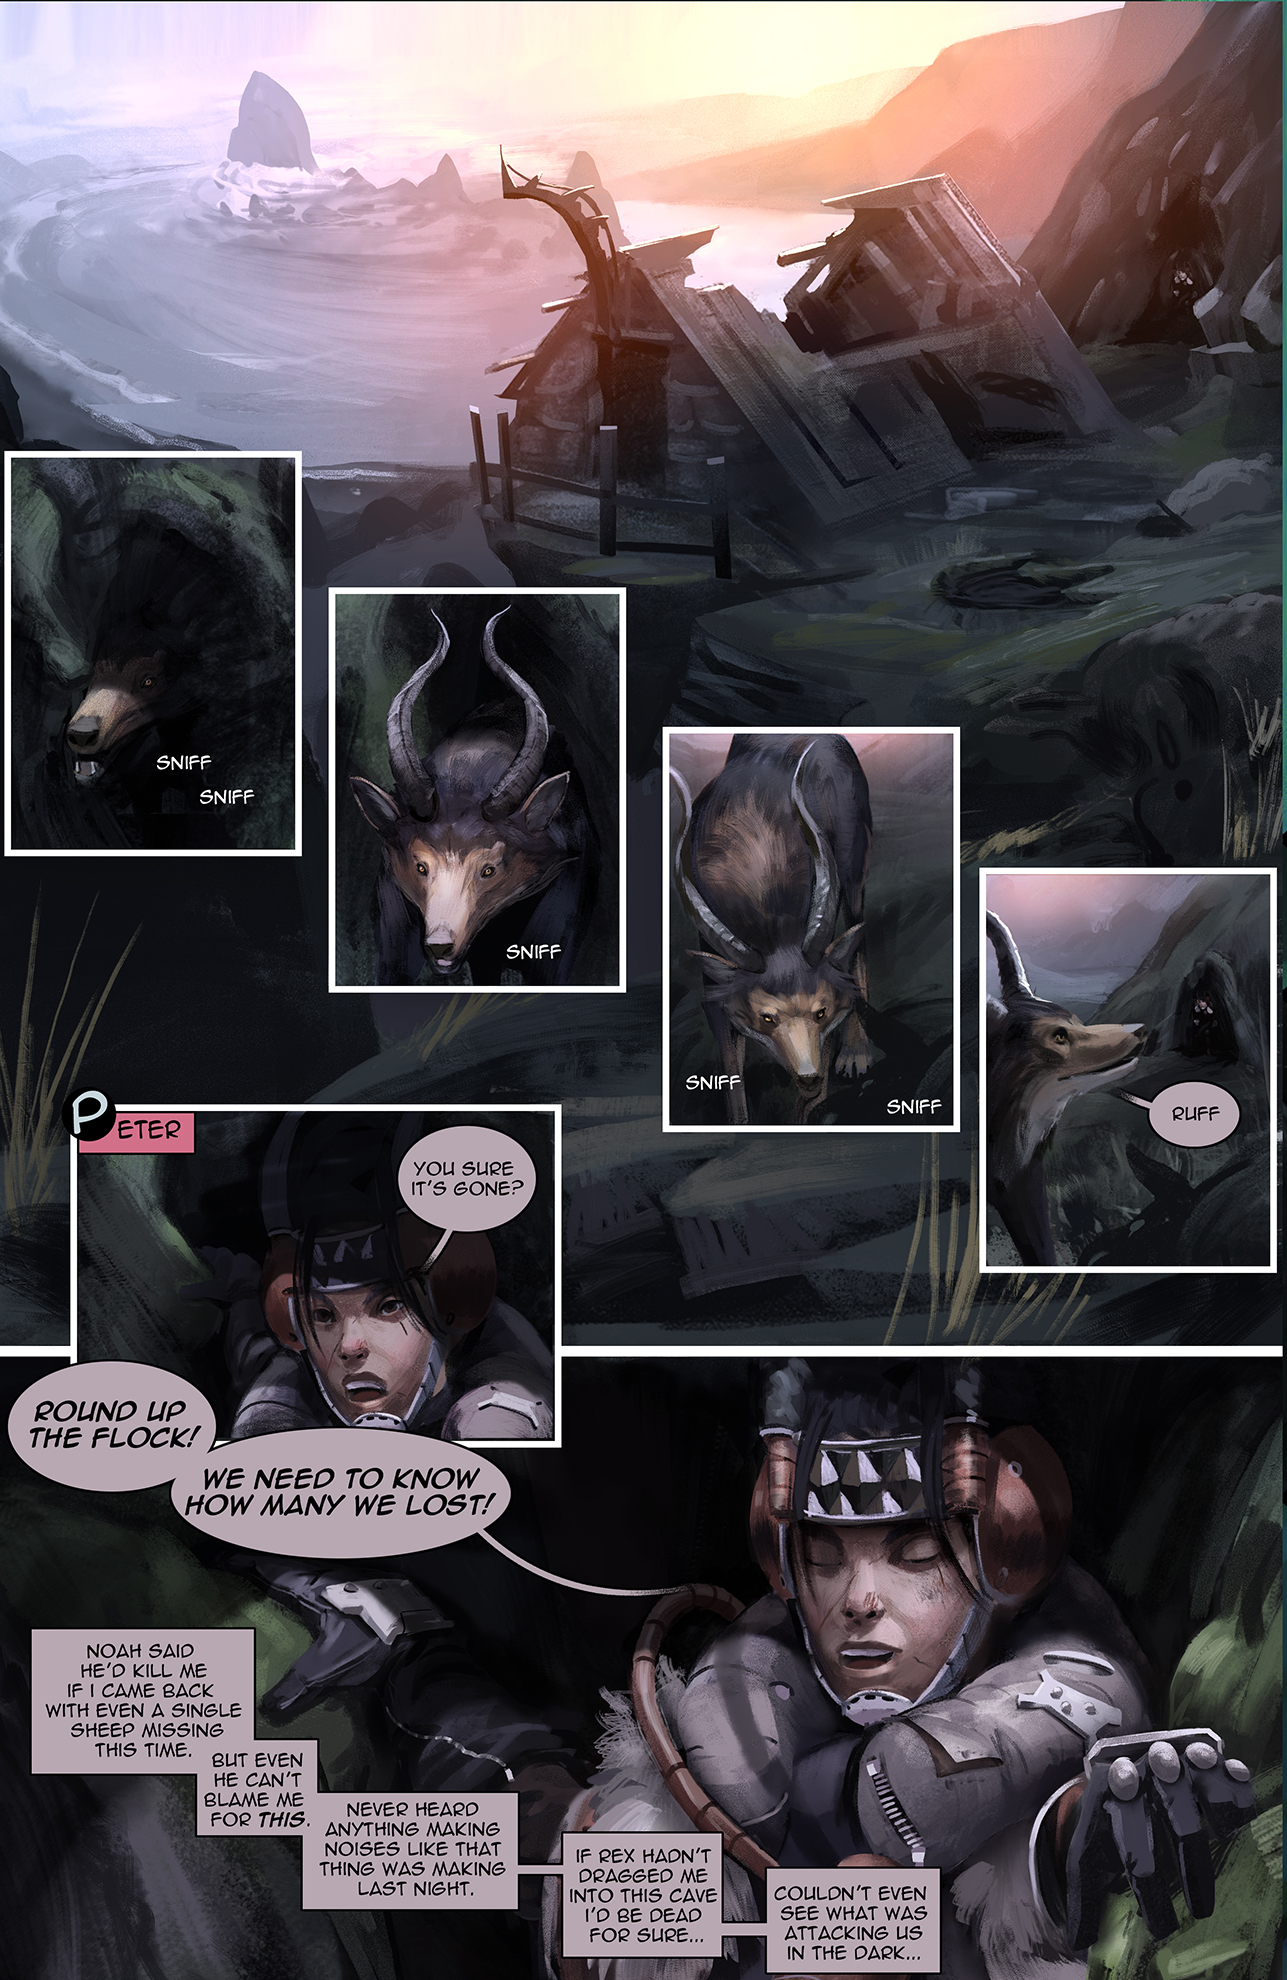 SNIFF
SNIFF
SNIFF
SNIFF
SNIFF
RUFF
PETER
YOU SURE
IT'S GONE?
ROUND UP
THE FLOCK!
WE NEED TO KNOW
HOW MANY WE LOST!
NOAH SAID
HE'D KILL ME
IF I CAME BACK
WITH EVEN A SINGLE
SHEEP MISSING
THIS TIME.
BUT EVEN
HE CAN'T
BLAME ME
FOR THIS.
NEVER HEARD
ANYTHING MAKING
NOISES LIKE THAT
THING WAS MAKING
LAST NIGHT.
IF REX HADN'T
DRAGGED ME
INTO THIS CAVE
I'D BE DEAD
FOR SURE...
COULDN'T EVEN
SEE WHAT WAS
ATTACKING US
IN THE DARK...